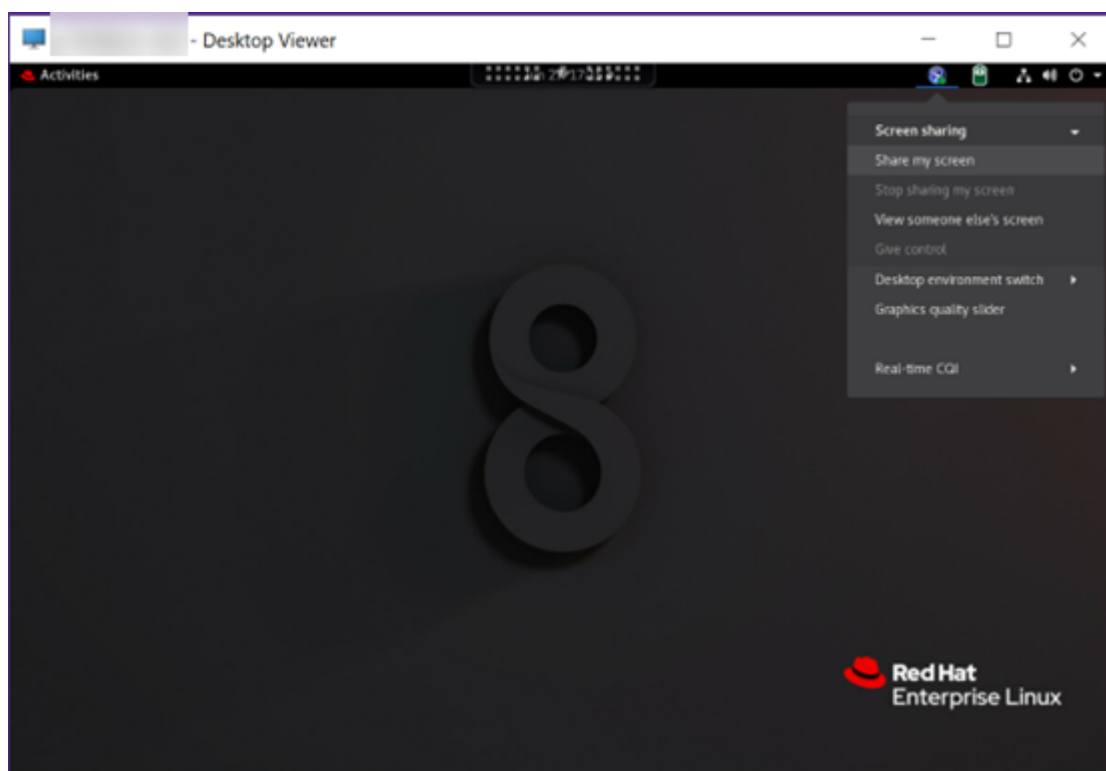 - Desktop Viewer
Activities
Screen sharing
Share my screen
Stop sharing my screen
View someone else's screen
Give control
Desktop environment switch
Graphics quality slider
Real-time CQI
8
Red Hat
Enterprise Linux